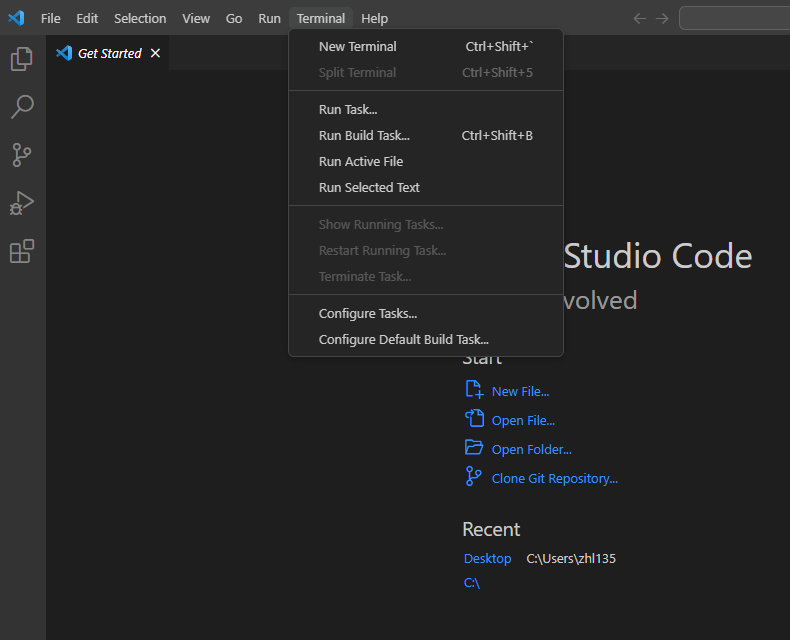 File Edit Selection View Go Run Terminal Help
Get Started
New Terminal Ctrl+Shift+`
Split Terminal Ctrl+Shift+5
Run Task...
Run Build Task... Ctrl+Shift+B
Run Active File
Run Selected Text
Show Running Tasks...
Restart Running Task...
Terminate Task...
Configure Tasks...
Configure Default Build Task...
Studio Code
volved
Start
New File...
Open File...
Open Folder...
Clone Git Repository...
Recent
Desktop C:\Users\zhl135
C:\